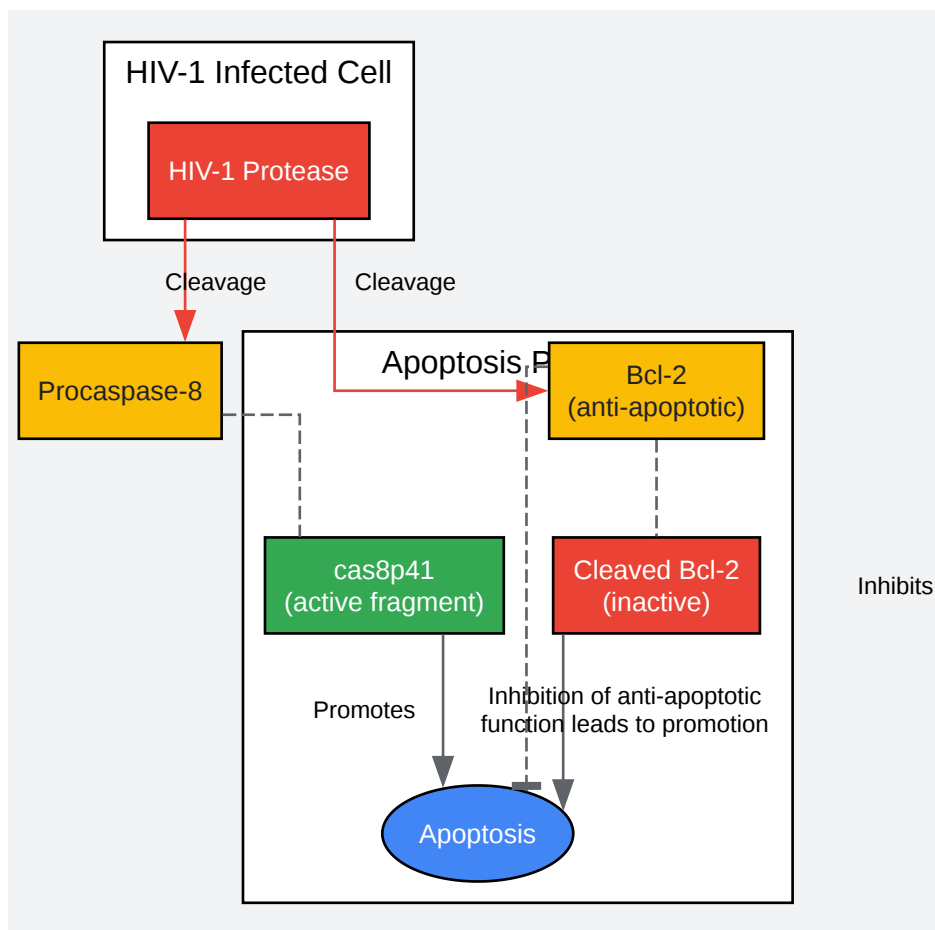 HIV-1 Infected Cell
HIV-1 Protease
Cleavage
Cleavage
Procaspase-8
Apoptosis P
Bcl-2
(anti-apoptotic)
cas8p41
(active fragment)
Cleaved Bcl-2
(inactive)
Inhibits
Promotes
Inhibition of anti-apoptotic
function leads to promotion
Apoptosis